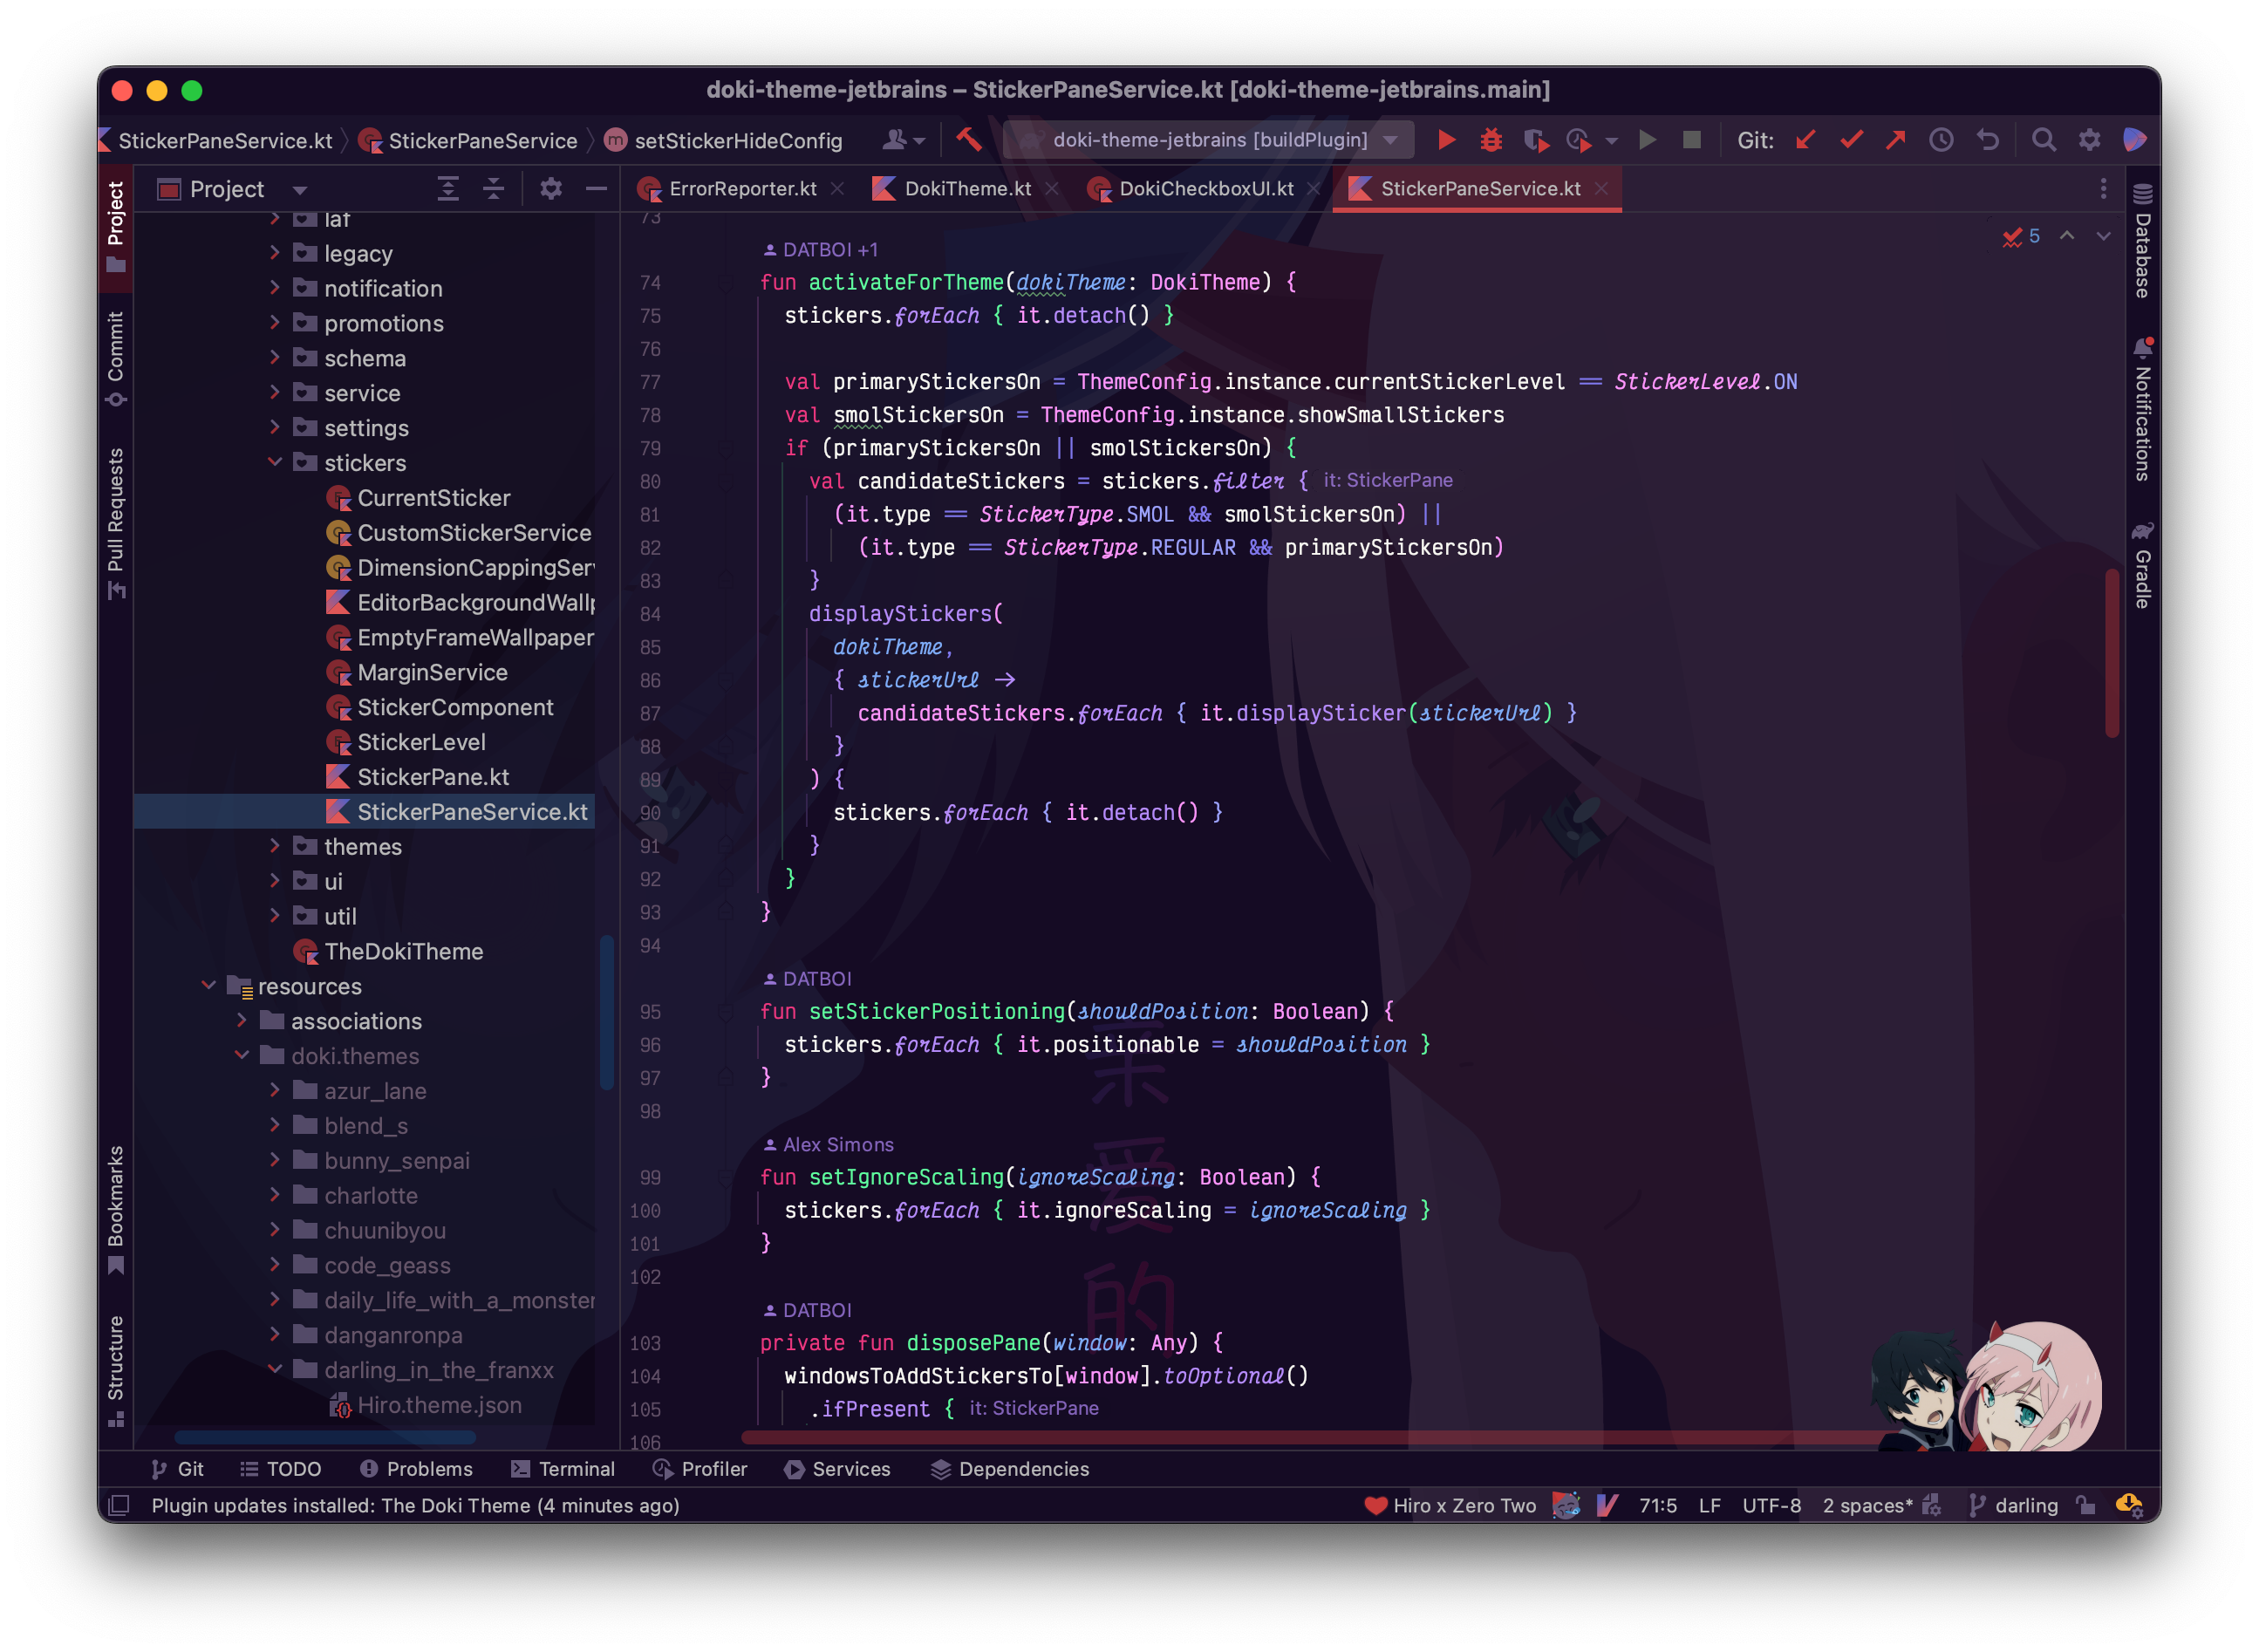 doki-theme-jetbrains – StickerPaneService.kt [doki-theme-jetbrains.main]
StickerPaneService.kt
StickerPaneService
setStickerHideConfig
doki-theme-jetbrains [buildPlugin]
Git:
Project
Commit
Pull Requests
Bookmarks
Structure
Project
laf
legacy
notification
promotions
schema
service
settings
stickers
CurrentSticker
CustomStickerService
DimensionCappingSer
EditorBackgroundWall
EmptyFrameWallpaper
MarginService
StickerComponent
StickerLevel
StickerPane.kt
StickerPaneService.kt
themes
ui
util
TheDokiTheme
resources
associations
doki.themes
azur_lane
blend_s
bunny_senpai
charlotte
chuunibyou
code_geass
daily_life_with_a_monster
danganronpa
darling_in_the_franxx
Hiro.theme.json
ErrorReporter.kt
DokiTheme.kt
DokiCheckboxUI.kt
StickerPaneService.kt
5
73
DATBOI +1
74 fun activateForTheme(dokiTheme: DokiTheme) {
75 stickers.forEach { it.detach() }
76
77 val primaryStickersOn = ThemeConfig.instance.currentStickerLevel == StickerLevel.ON
78 val smolStickersOn = ThemeConfig.instance.showSmallStickers
79 if (primaryStickersOn || smolStickersOn) {
80 val candidateStickers = stickers.filter { it: StickerPane
81 (it.type == StickerType.SMOL && smolStickersOn) ||
82 (it.type == StickerType.REGULAR && primaryStickersOn)
83 }
84 displayStickers(
85 dokiTheme,
86 { stickerUrl ->
87 candidateStickers.forEach { it.displaySticker(stickerUrl) }
88 }
89 ) {
90 stickers.forEach { it.detach() }
91 }
92 }
93 }
94
DATBOI
95 fun setStickerPositioning(shouldPosition: Boolean) {
96 stickers.forEach { it.positionable = shouldPosition }
97 }
98
Alex Simons
99 fun setIgnoreScaling(ignoreScaling: Boolean) {
100 stickers.forEach { it.ignoreScaling = ignoreScaling }
101 }
102
DATBOI
103 private fun disposePane(window: Any) {
104 windowsToAddStickersTo[window].toOptional()
105 .ifPresent { it: StickerPane
106
亲爱的
Database
Notifications
Gradle
Git
TODO
Problems
Terminal
Profiler
Services
Dependencies
Plugin updates installed: The Doki Theme (4 minutes ago)
Hiro x Zero Two
71:5
LF
UTF-8
2 spaces*
darling